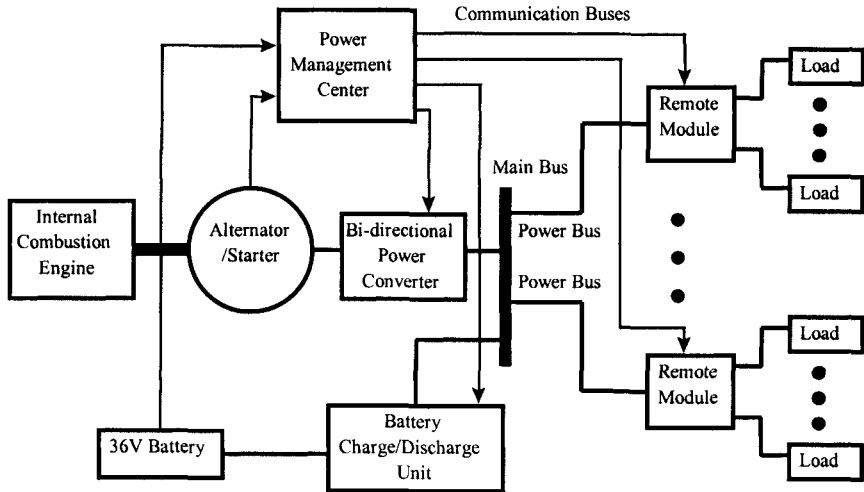 Communication Buses
Power
Management
Center
Load
Remote
Module
Load
Main Bus
Internal
Combustion
Engine
Alternator
/Starter
Bi-directional
Power
Converter
Power Bus
Power Bus
Load
Remote
Module
Load
36V Battery
Battery
Charge/Discharge
Unit